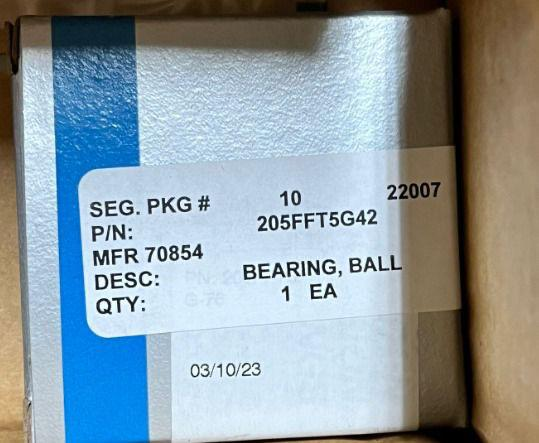 SEG. PKG # 10 22007
P/N: 205FFT5G42
MFR 70854
DESC: BEARING, BALL
QTY: 1 EA
03/10/23